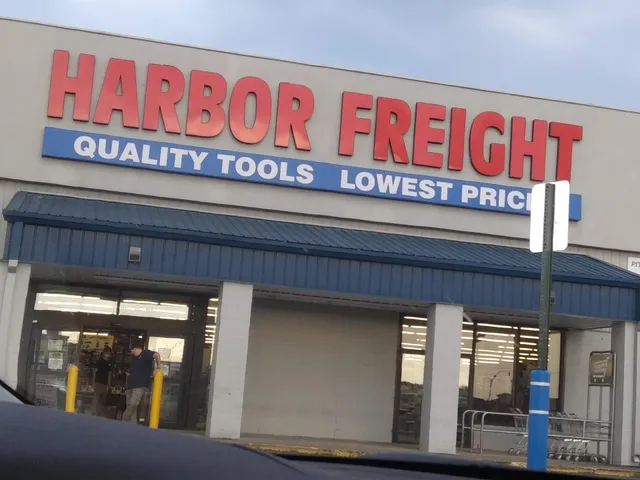 HARBOR FREIGHT
QUALITY TOOLS LOWEST PRIC